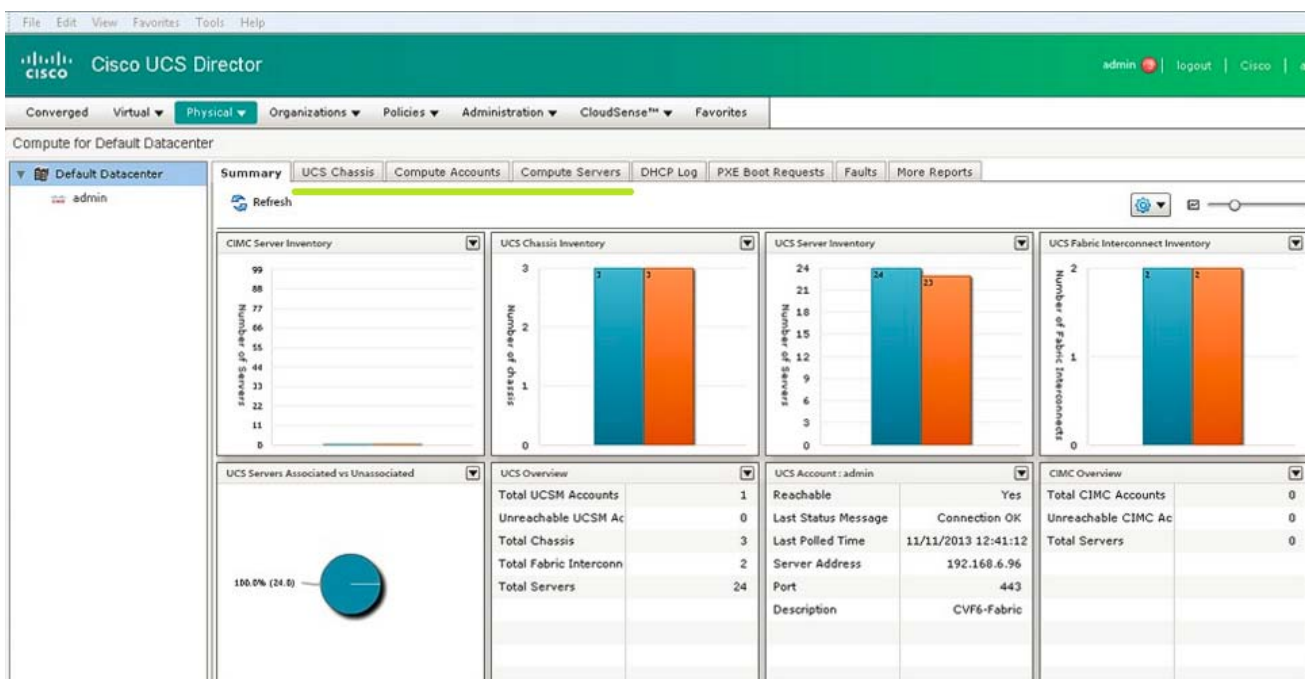 File Edit View Favorites Tools Help
CISCO Cisco UCS Director
admin | logout | Cisco |
Converged Virtual Physical Organizations Policies Administration CloudSense™ Favorites
Compute for Default Datacenter
Default Datacenter
admin
Summary UCS Chassis Compute Accounts Compute Servers DHCP Log PXE Boot Requests Faults More Reports
Refresh
CIMC Server Inventory
Number of Servers
99
88
77
66
55
44
33
22
11
0
UCS Chassis Inventory
Number of chassis
3
2
1
0
3 3
UCS Server Inventory
Number of Servers
24
21
18
15
12
9
6
3
0
24 23
UCS Fabric Interconnect Inventory
Number of Fabric Interconnects
2
1
0
2 2
UCS Servers Associated vs Unassociated
100.0% (24.0)
UCS Overview
Total UCSM Accounts 1
Unreachable UCSM Ac 0
Total Chassis 3
Total Fabric Interconn 2
Total Servers 24
UCS Account : admin
Reachable Yes
Last Status Message Connection OK
Last Polled Time 11/11/2013 12:41:12
Server Address 192.168.6.96
Port 443
Description CVF6-Fabric
CIMC Overview
Total CIMC Accounts 0
Unreachable CIMC Ac 0
Total Servers 0